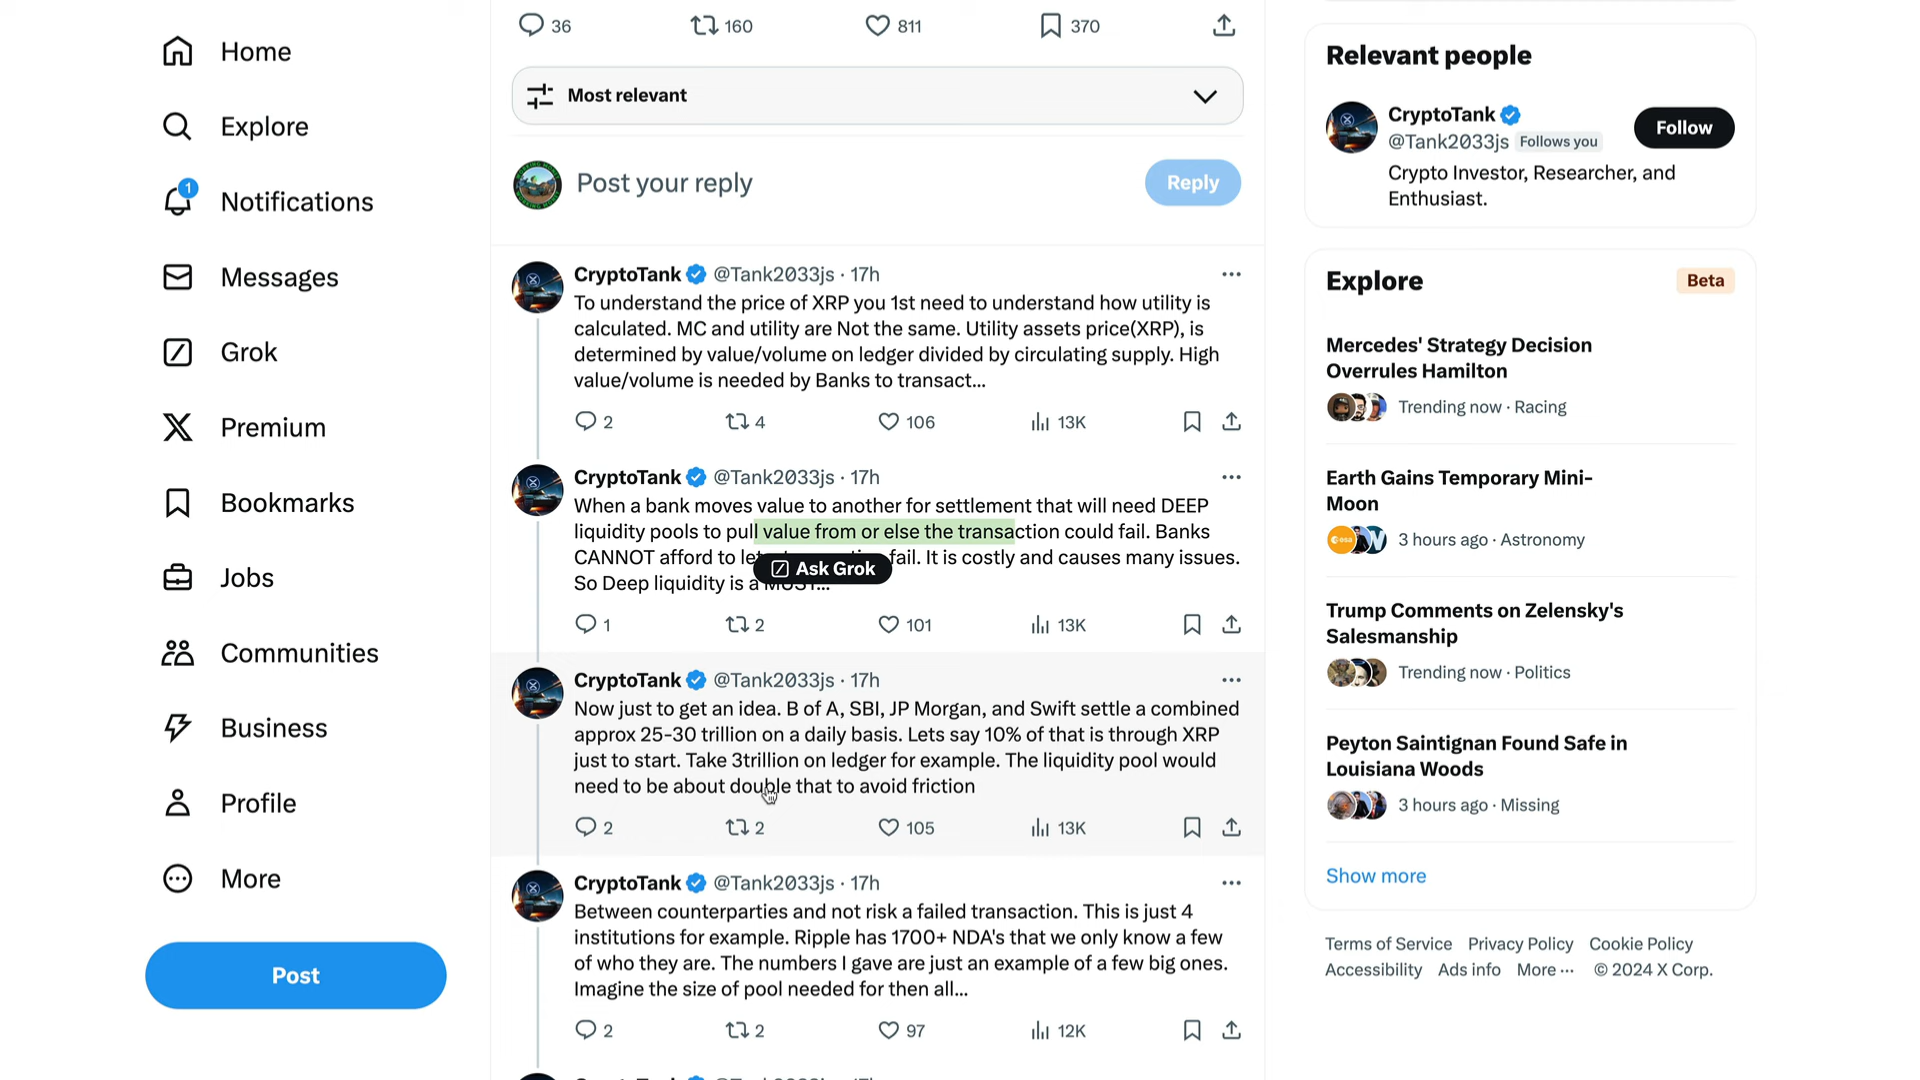 Home
Explore
1
Notifications
Messages
Grok
Premium
Bookmarks
Jobs
Communities
Business
Profile
More
Post
36 160 811 370
Most relevant
Post your reply
Reply
CryptoTank @Tank2033js · 17h
To understand the price of XRP you 1st need to understand how utility is
calculated. MC and utility are Not the same. Utility assets price(XRP), is
determined by value/volume on ledger divided by circulating supply. High
value/volume is needed by Banks to transact...
2 4 106 13K
CryptoTank @Tank2033js · 17h
When a bank moves value to another for settlement that will need DEEP
liquidity pools to pull value from or else the transaction could fail. Banks
CANNOT afford to let fail. It is costly and causes many issues.
Ask Grok
So Deep liquidity is a MUST...
1 2 101 13K
CryptoTank @Tank2033js · 17h
Now just to get an idea. B of A, SBI, JP Morgan, and Swift settle a combined
approx 25-30 trillion on a daily basis. Lets say 10% of that is through XRP
just to start. Take 3trillion on ledger for example. The liquidity pool would
need to be about double that to avoid friction
2 2 105 13K
CryptoTank @Tank2033js · 17h
Between counterparties and not risk a failed transaction. This is just 4
institutions for example. Ripple has 1700+ NDA's that we only know a few
of who they are. The numbers I gave are just an example of a few big ones.
Imagine the size of pool needed for then all...
2 2 97 12K
Relevant people
CryptoTank
@Tank2033js Follows you
Follow
Crypto Investor, Researcher, and
Enthusiast.
Explore
Beta
Mercedes' Strategy Decision
Overrules Hamilton
Trending now · Racing
Earth Gains Temporary Mini-
Moon
3 hours ago · Astronomy
Trump Comments on Zelensky's
Salesmanship
Trending now · Politics
Peyton Saintignan Found Safe in
Louisiana Woods
3 hours ago · Missing
Show more
Terms of Service Privacy Policy Cookie Policy
Accessibility Ads info More ··· © 2024 X Corp.